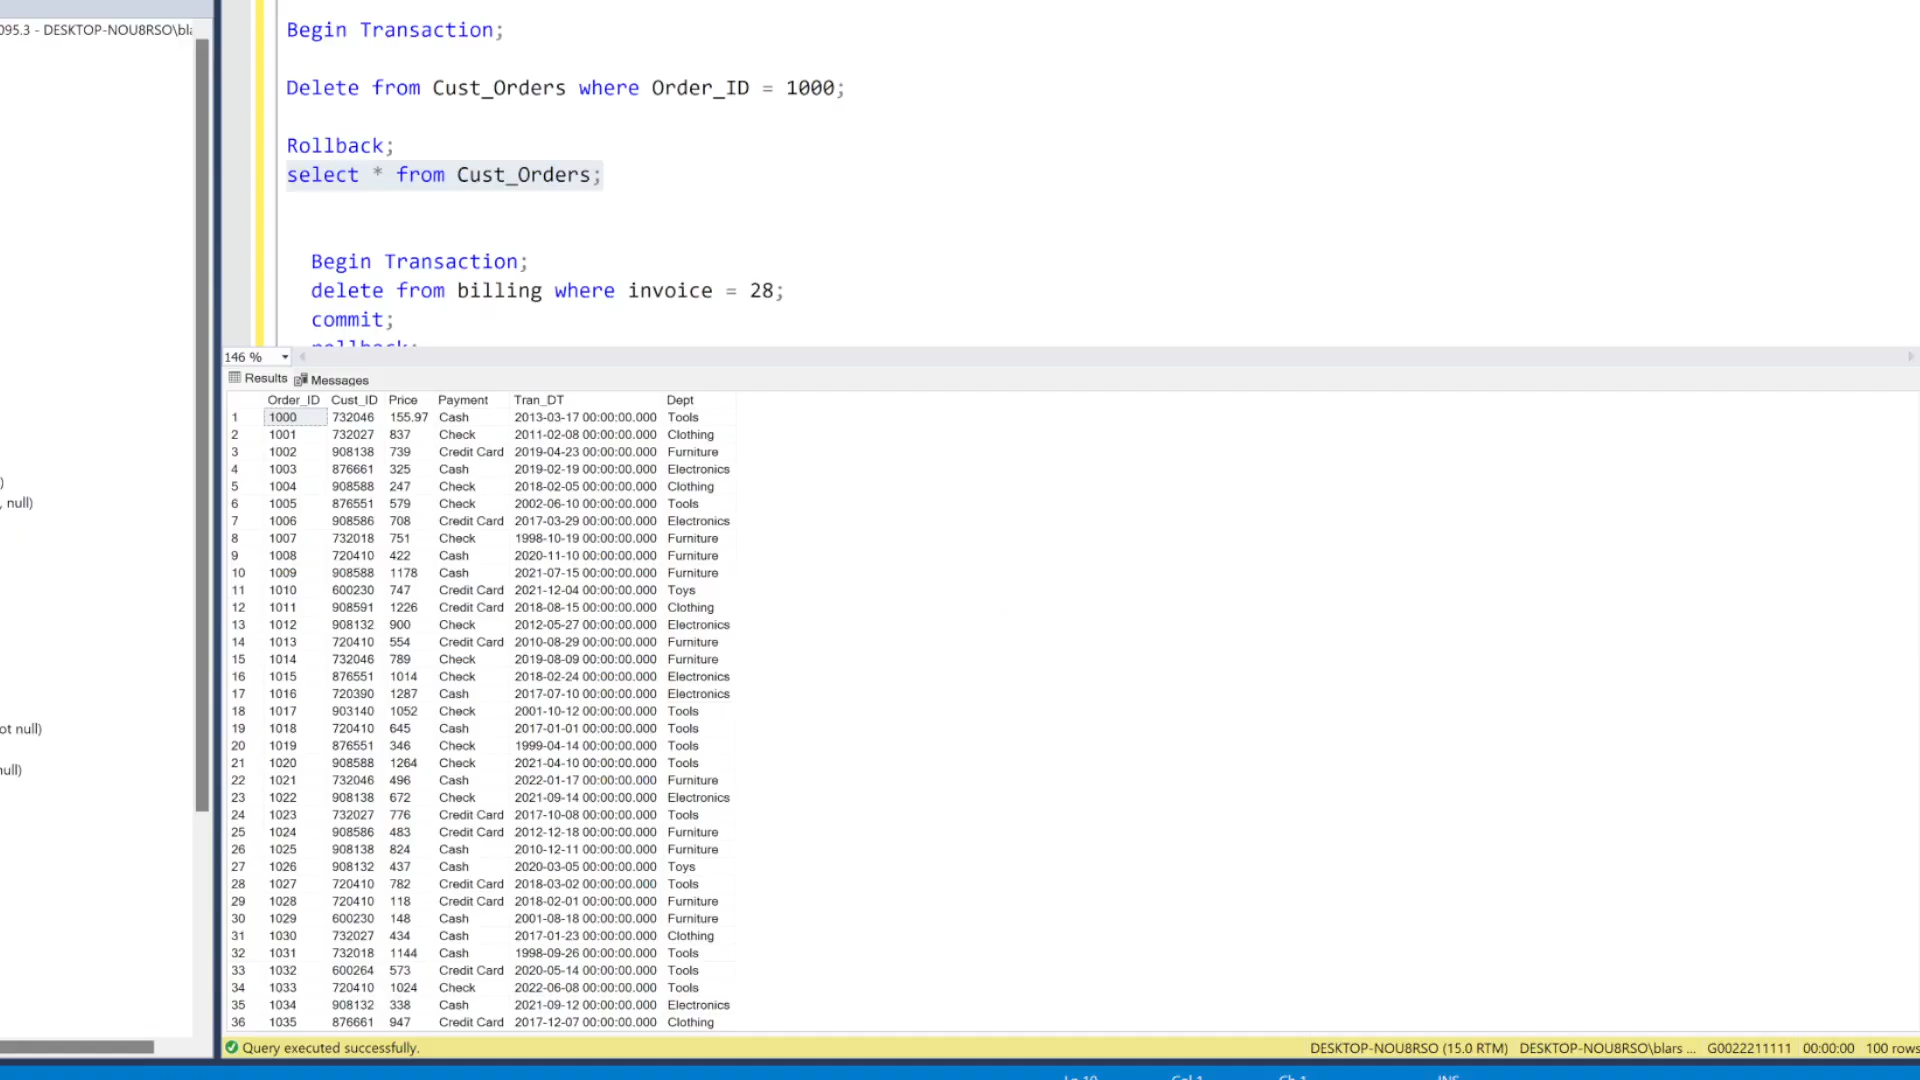 095.3 - DESKTOP-NOU8RSO\bla
)
, null)
ot null)
null)
Begin Transaction;
Delete from Cust_Orders where Order_ID = 1000;
Rollback;
select * from Cust_Orders;
Begin Transaction;
delete from billing where invoice = 28;
commit;
rollback;
146 %
Results Messages
Order_ID Cust_ID Price Payment Tran_DT Dept
1 1000 732046 155.97 Cash 2013-03-17 00:00:00.000 Tools
2 1001 732027 837 Check 2011-02-08 00:00:00.000 Clothing
3 1002 908138 739 Credit Card 2019-04-23 00:00:00.000 Furniture
4 1003 876661 325 Cash 2019-02-19 00:00:00.000 Electronics
5 1004 908588 247 Check 2018-02-05 00:00:00.000 Clothing
6 1005 876551 579 Check 2002-06-10 00:00:00.000 Tools
7 1006 908586 708 Credit Card 2017-03-29 00:00:00.000 Electronics
8 1007 732018 751 Check 1998-10-19 00:00:00.000 Furniture
9 1008 720410 422 Cash 2020-11-10 00:00:00.000 Furniture
10 1009 908588 1178 Cash 2021-07-15 00:00:00.000 Furniture
11 1010 600230 747 Credit Card 2021-12-04 00:00:00.000 Toys
12 1011 908591 1226 Credit Card 2018-08-15 00:00:00.000 Clothing
13 1012 908132 900 Check 2012-05-27 00:00:00.000 Electronics
14 1013 720410 554 Credit Card 2010-08-29 00:00:00.000 Furniture
15 1014 732046 789 Check 2019-08-09 00:00:00.000 Furniture
16 1015 876551 1014 Check 2018-02-24 00:00:00.000 Electronics
17 1016 720390 1287 Cash 2017-07-10 00:00:00.000 Electronics
18 1017 903140 1052 Check 2001-10-12 00:00:00.000 Tools
19 1018 720410 645 Cash 2017-01-01 00:00:00.000 Tools
20 1019 876551 346 Check 1999-04-14 00:00:00.000 Tools
21 1020 908588 1264 Check 2021-04-10 00:00:00.000 Tools
22 1021 732046 496 Cash 2022-01-17 00:00:00.000 Furniture
23 1022 908138 672 Check 2021-09-14 00:00:00.000 Electronics
24 1023 732027 776 Credit Card 2017-10-08 00:00:00.000 Tools
25 1024 908586 483 Credit Card 2012-12-18 00:00:00.000 Furniture
26 1025 908138 824 Cash 2010-12-11 00:00:00.000 Furniture
27 1026 908132 437 Cash 2020-03-05 00:00:00.000 Toys
28 1027 720410 782 Credit Card 2018-03-02 00:00:00.000 Tools
29 1028 720410 118 Credit Card 2018-02-01 00:00:00.000 Furniture
30 1029 600230 148 Cash 2001-08-18 00:00:00.000 Furniture
31 1030 732027 434 Cash 2017-01-23 00:00:00.000 Clothing
32 1031 732018 1144 Cash 1998-09-26 00:00:00.000 Tools
33 1032 600264 573 Credit Card 2020-05-14 00:00:00.000 Tools
34 1033 720410 1024 Check 2022-06-08 00:00:00.000 Tools
35 1034 908132 338 Cash 2021-09-12 00:00:00.000 Electronics
36 1035 876661 947 Credit Card 2017-12-07 00:00:00.000 Clothing
Query executed successfully. DESKTOP-NOU8RSO (15.0 RTM) DESKTOP-NOU8RSO\blars ... G0022211111 00:00:00 100 rows